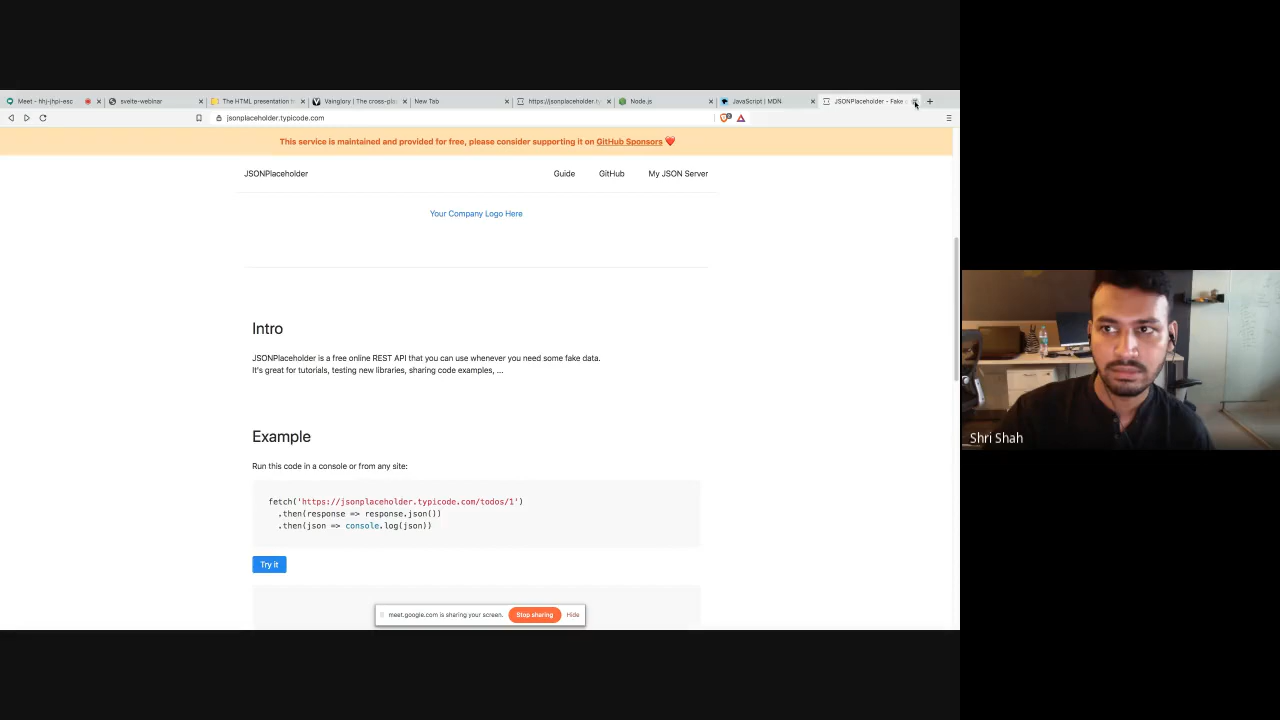 Meet - hhj-jhpi-esc
svelte-webinar
The HTML presentation
Vainglory | The cross-pla
New Tab
https://jsonplaceholder.ty
Node.js
JavaScript | MDN
JSONPlaceholder - Fake
jsonplaceholder.typicode.com
This service is maintained and provided for free, please consider supporting it on GitHub Sponsors ❤️
JSONPlaceholder
Guide
GitHub
My JSON Server
Your Company Logo Here
Intro
JSONPlaceholder is a free online REST API that you can use whenever you need some fake data.
It's great for tutorials, testing new libraries, sharing code examples, ...
Example
Run this code in a console or from any site:
fetch('https://jsonplaceholder.typicode.com/todos/1')
.then(response => response.json())
.then(json => console.log(json))
Try it
meet.google.com is sharing your screen.
Stop sharing
Hide
Shri Shah